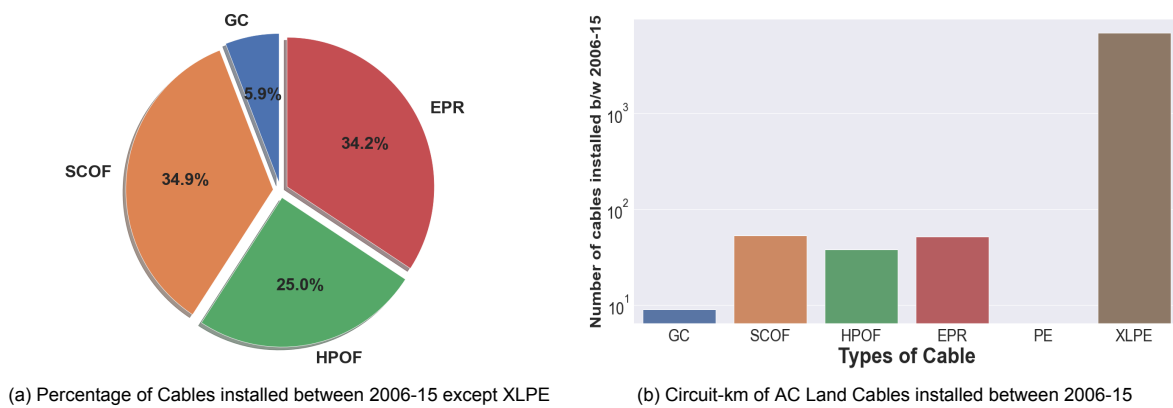 GC
5.9%
EPR
34.2%
SCOF
34.9%
25.0%
HPOF
(a) Percentage of Cables installed between 2006-15 except XLPE
Number of cables installed b/w 2006-15
10³
10²
10¹
GC SCOF HPOF EPR PE XLPE
Types of Cable
(b) Circuit-km of AC Land Cables installed between 2006-15